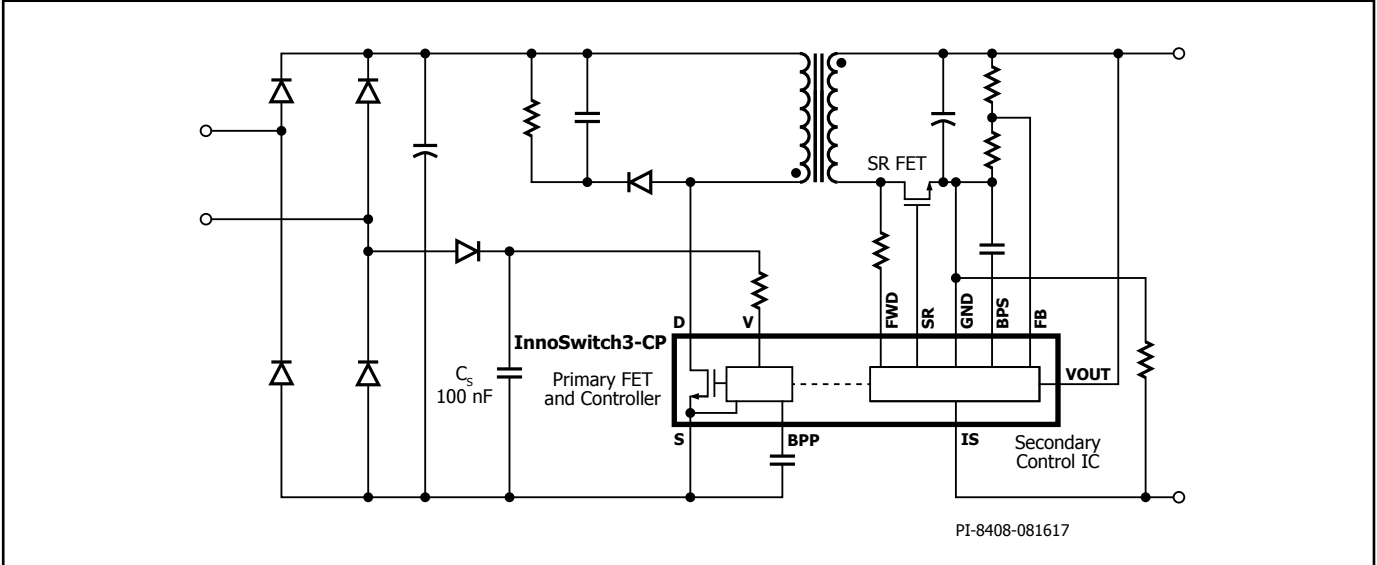 SR FET
FWD
SR
GND
BPS
FB
D
V
InnoSwitch3-CP
VOUT
C_s
100 nF
Primary FET
and Controller
S
BPP
IS
Secondary
Control IC
PI-8408-081617